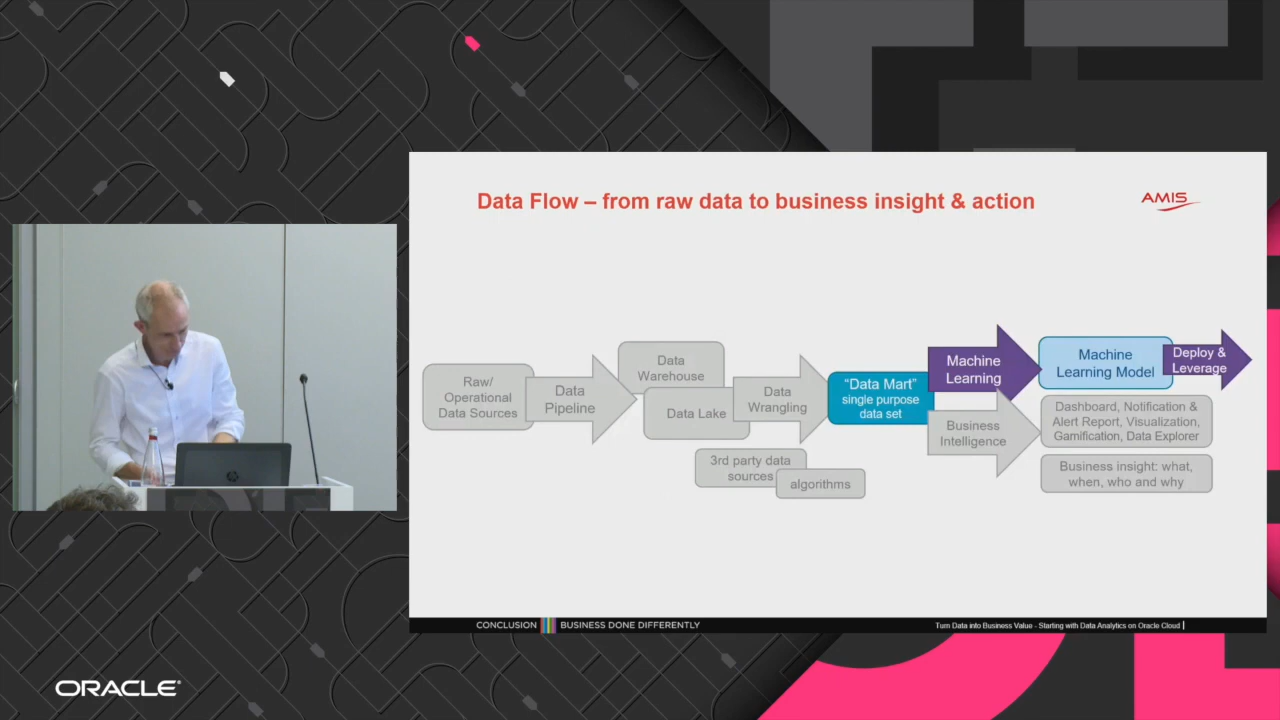 Data Flow – from raw data to business insight & action
AMIS
Raw/
Operational
Data Sources
Data
Pipeline
Data
Warehouse
Data Lake
Data
Wrangling
3rd party data
sources
algorithms
“Data Mart”
single purpose
data set
Machine
Learning
Business
Intelligence
Machine
Learning Model
Deploy &
Leverage
Dashboard, Notification &
Alert Report, Visualization,
Gamification, Data Explorer
Business insight: what,
when, who and why
CONCLUSION BUSINESS DONE DIFFERENTLY
Turn Data into Business Value - Starting with Data Analytics on Oracle Cloud
ORACLE